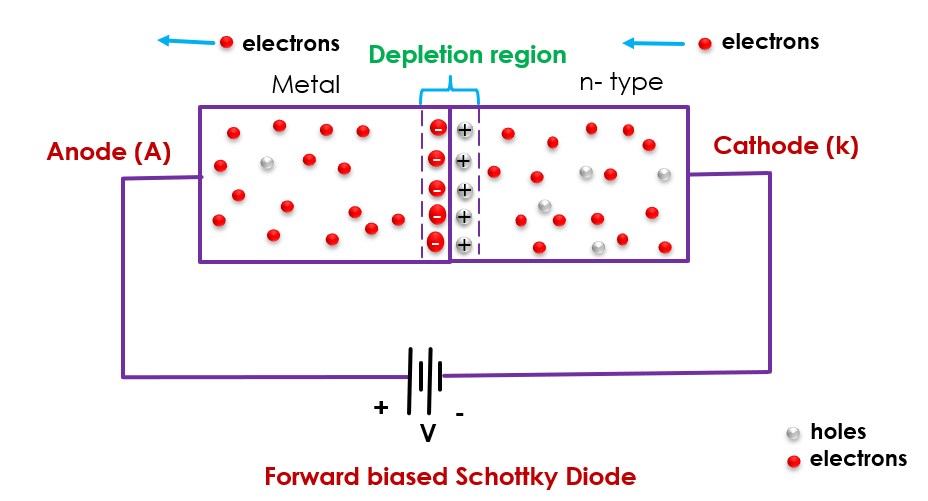 electrons
electrons
Depletion region
Metal
n- type
Anode (A)
Cathode (k)
- +
- +
- +
- +
- +
+ -
V
holes
electrons
Forward biased Schottky Diode